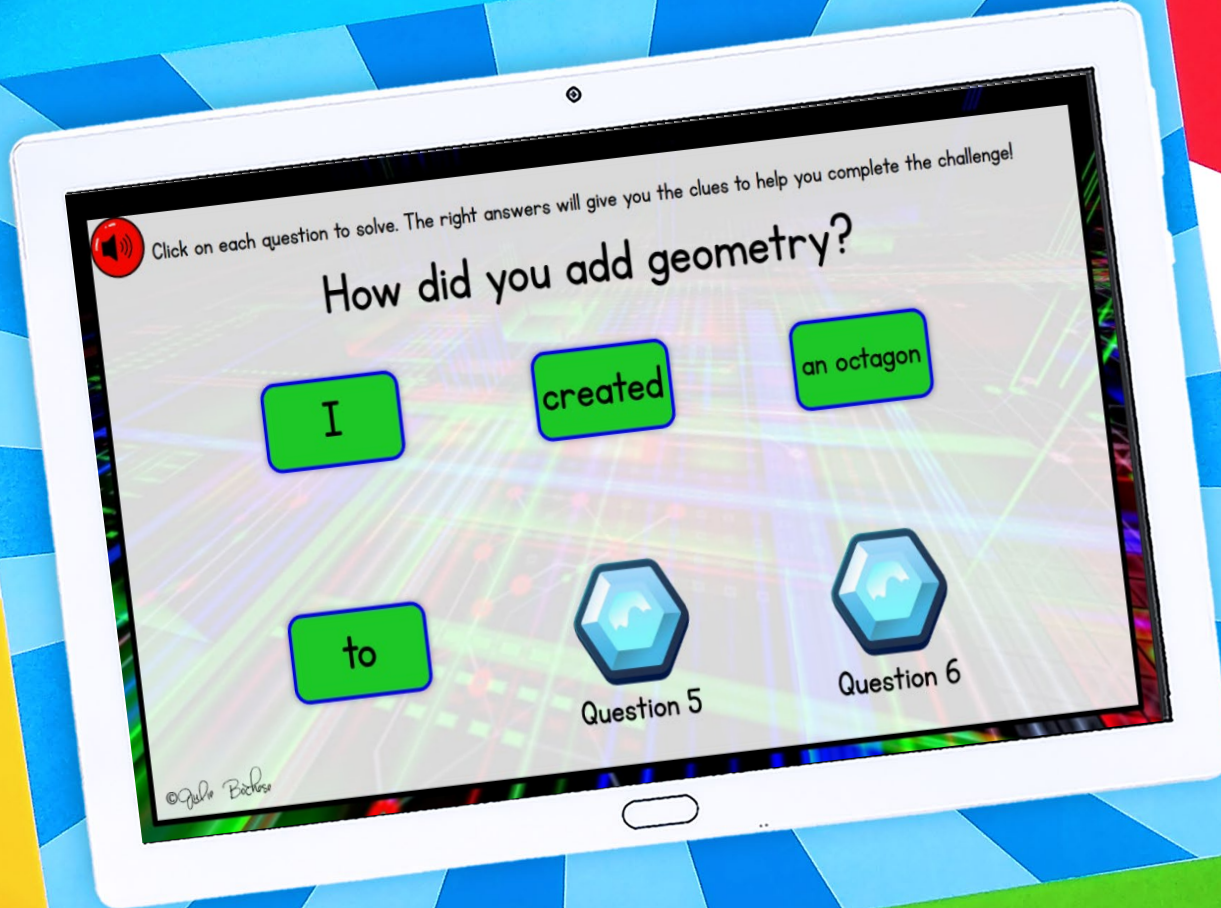 Click on each question to solve. The right answers will give you the clues to help you complete the challenge!
How did you add geometry?
I
created
an octagon
to
Question 5
Question 6